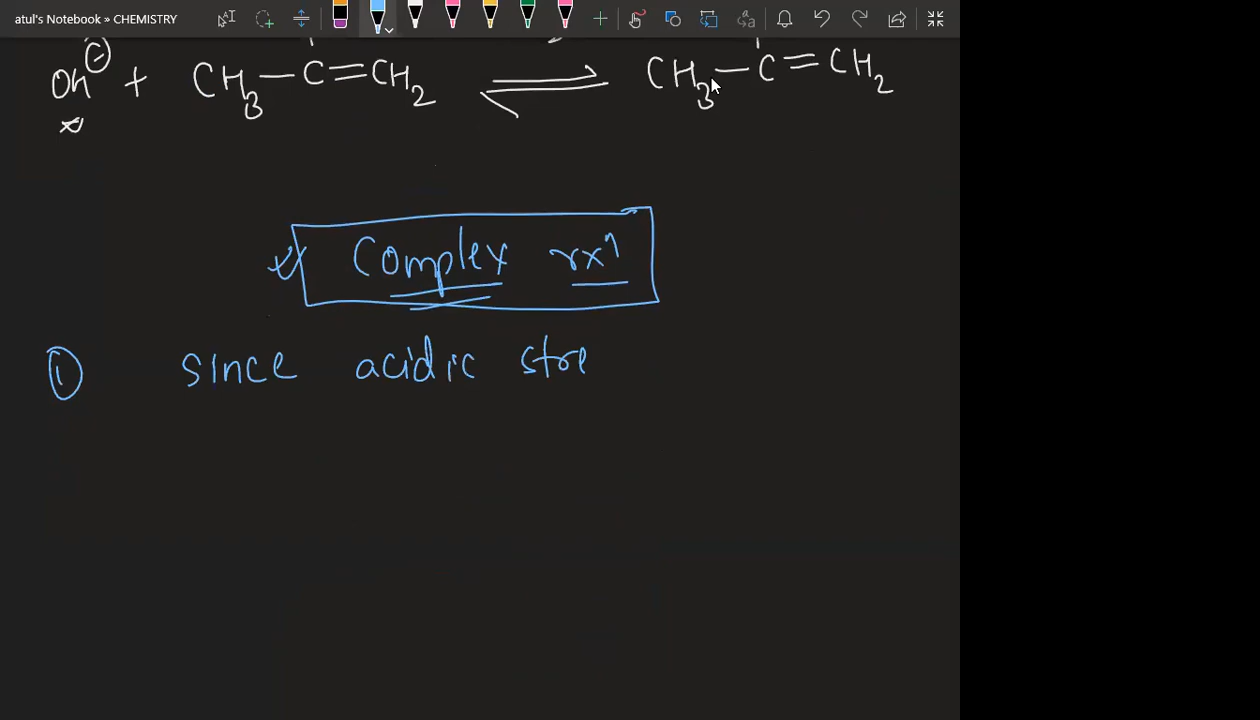 atul's Notebook » CHEMISTRY
OH⊖ + CH3—C=CH2 ⇌ CH3—C=CH2
Complex rxn
① since acidic stre